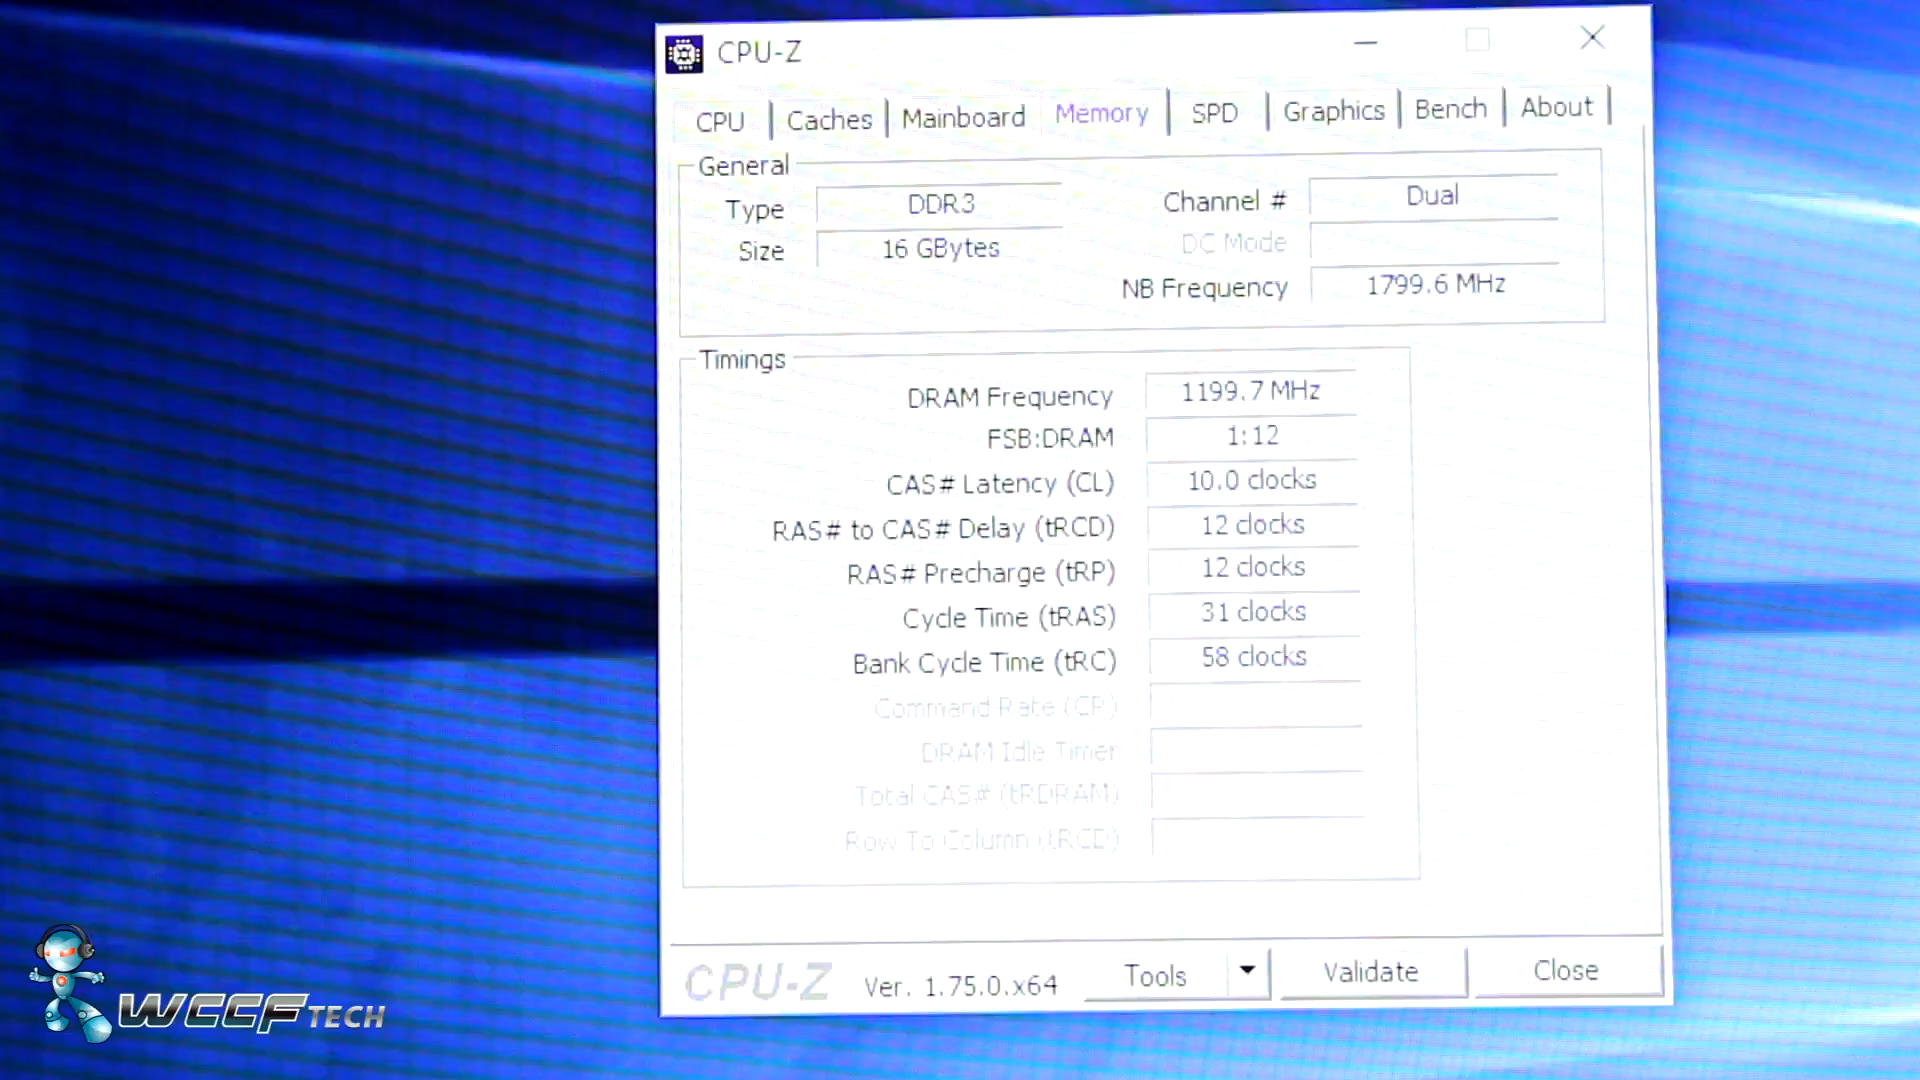 CPU-Z
CPU Caches Mainboard Memory SPD Graphics Bench About
General
Type DDR3 Channel # Dual
Size 16 GBytes DC Mode
NB Frequency 1799.6 MHz
Timings
DRAM Frequency 1199.7 MHz
FSB:DRAM 1:12
CAS# Latency (CL) 10.0 clocks
RAS# to CAS# Delay (tRCD) 12 clocks
RAS# Precharge (tRP) 12 clocks
Cycle Time (tRAS) 31 clocks
Bank Cycle Time (tRC) 58 clocks
Command Rate (CR)
DRAM Idle Timer
Total CAS# (tRDRAM)
Row To Column (tRCD)
CPU-Z Ver. 1.75.0.x64 Tools Validate Close
WCCFTECH